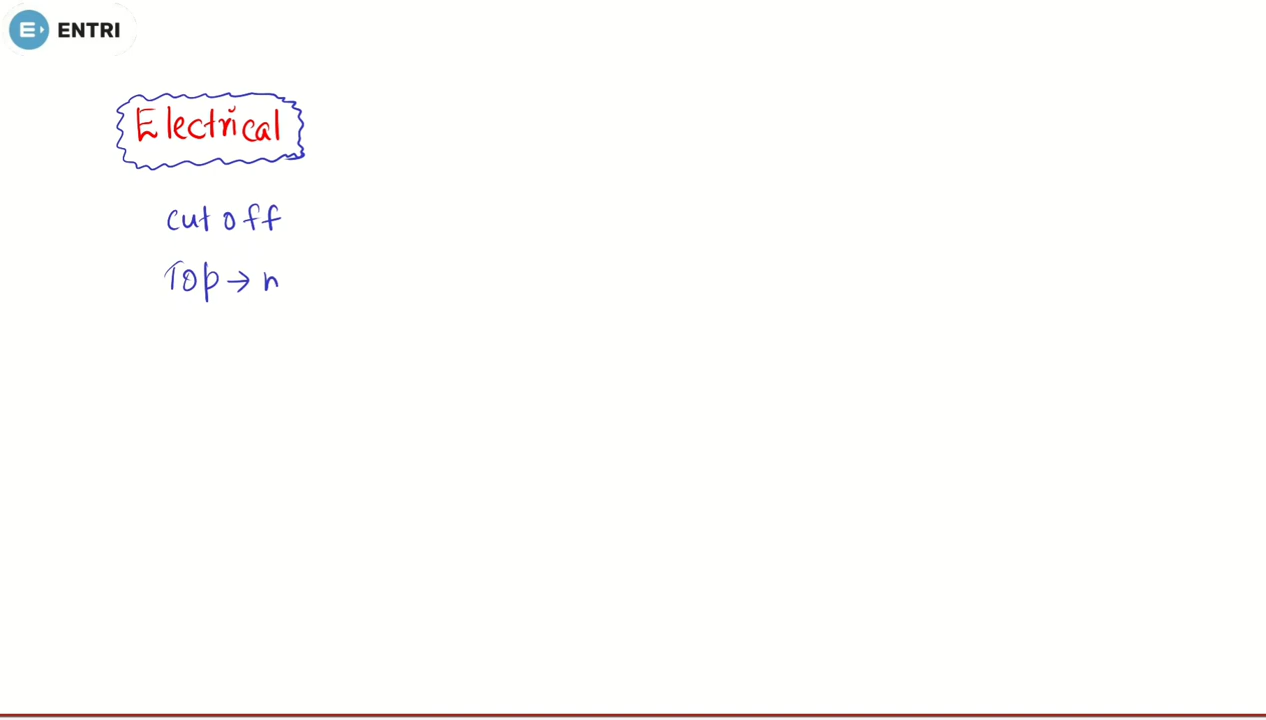 ENTRI
Electrical
cut off
Top → n